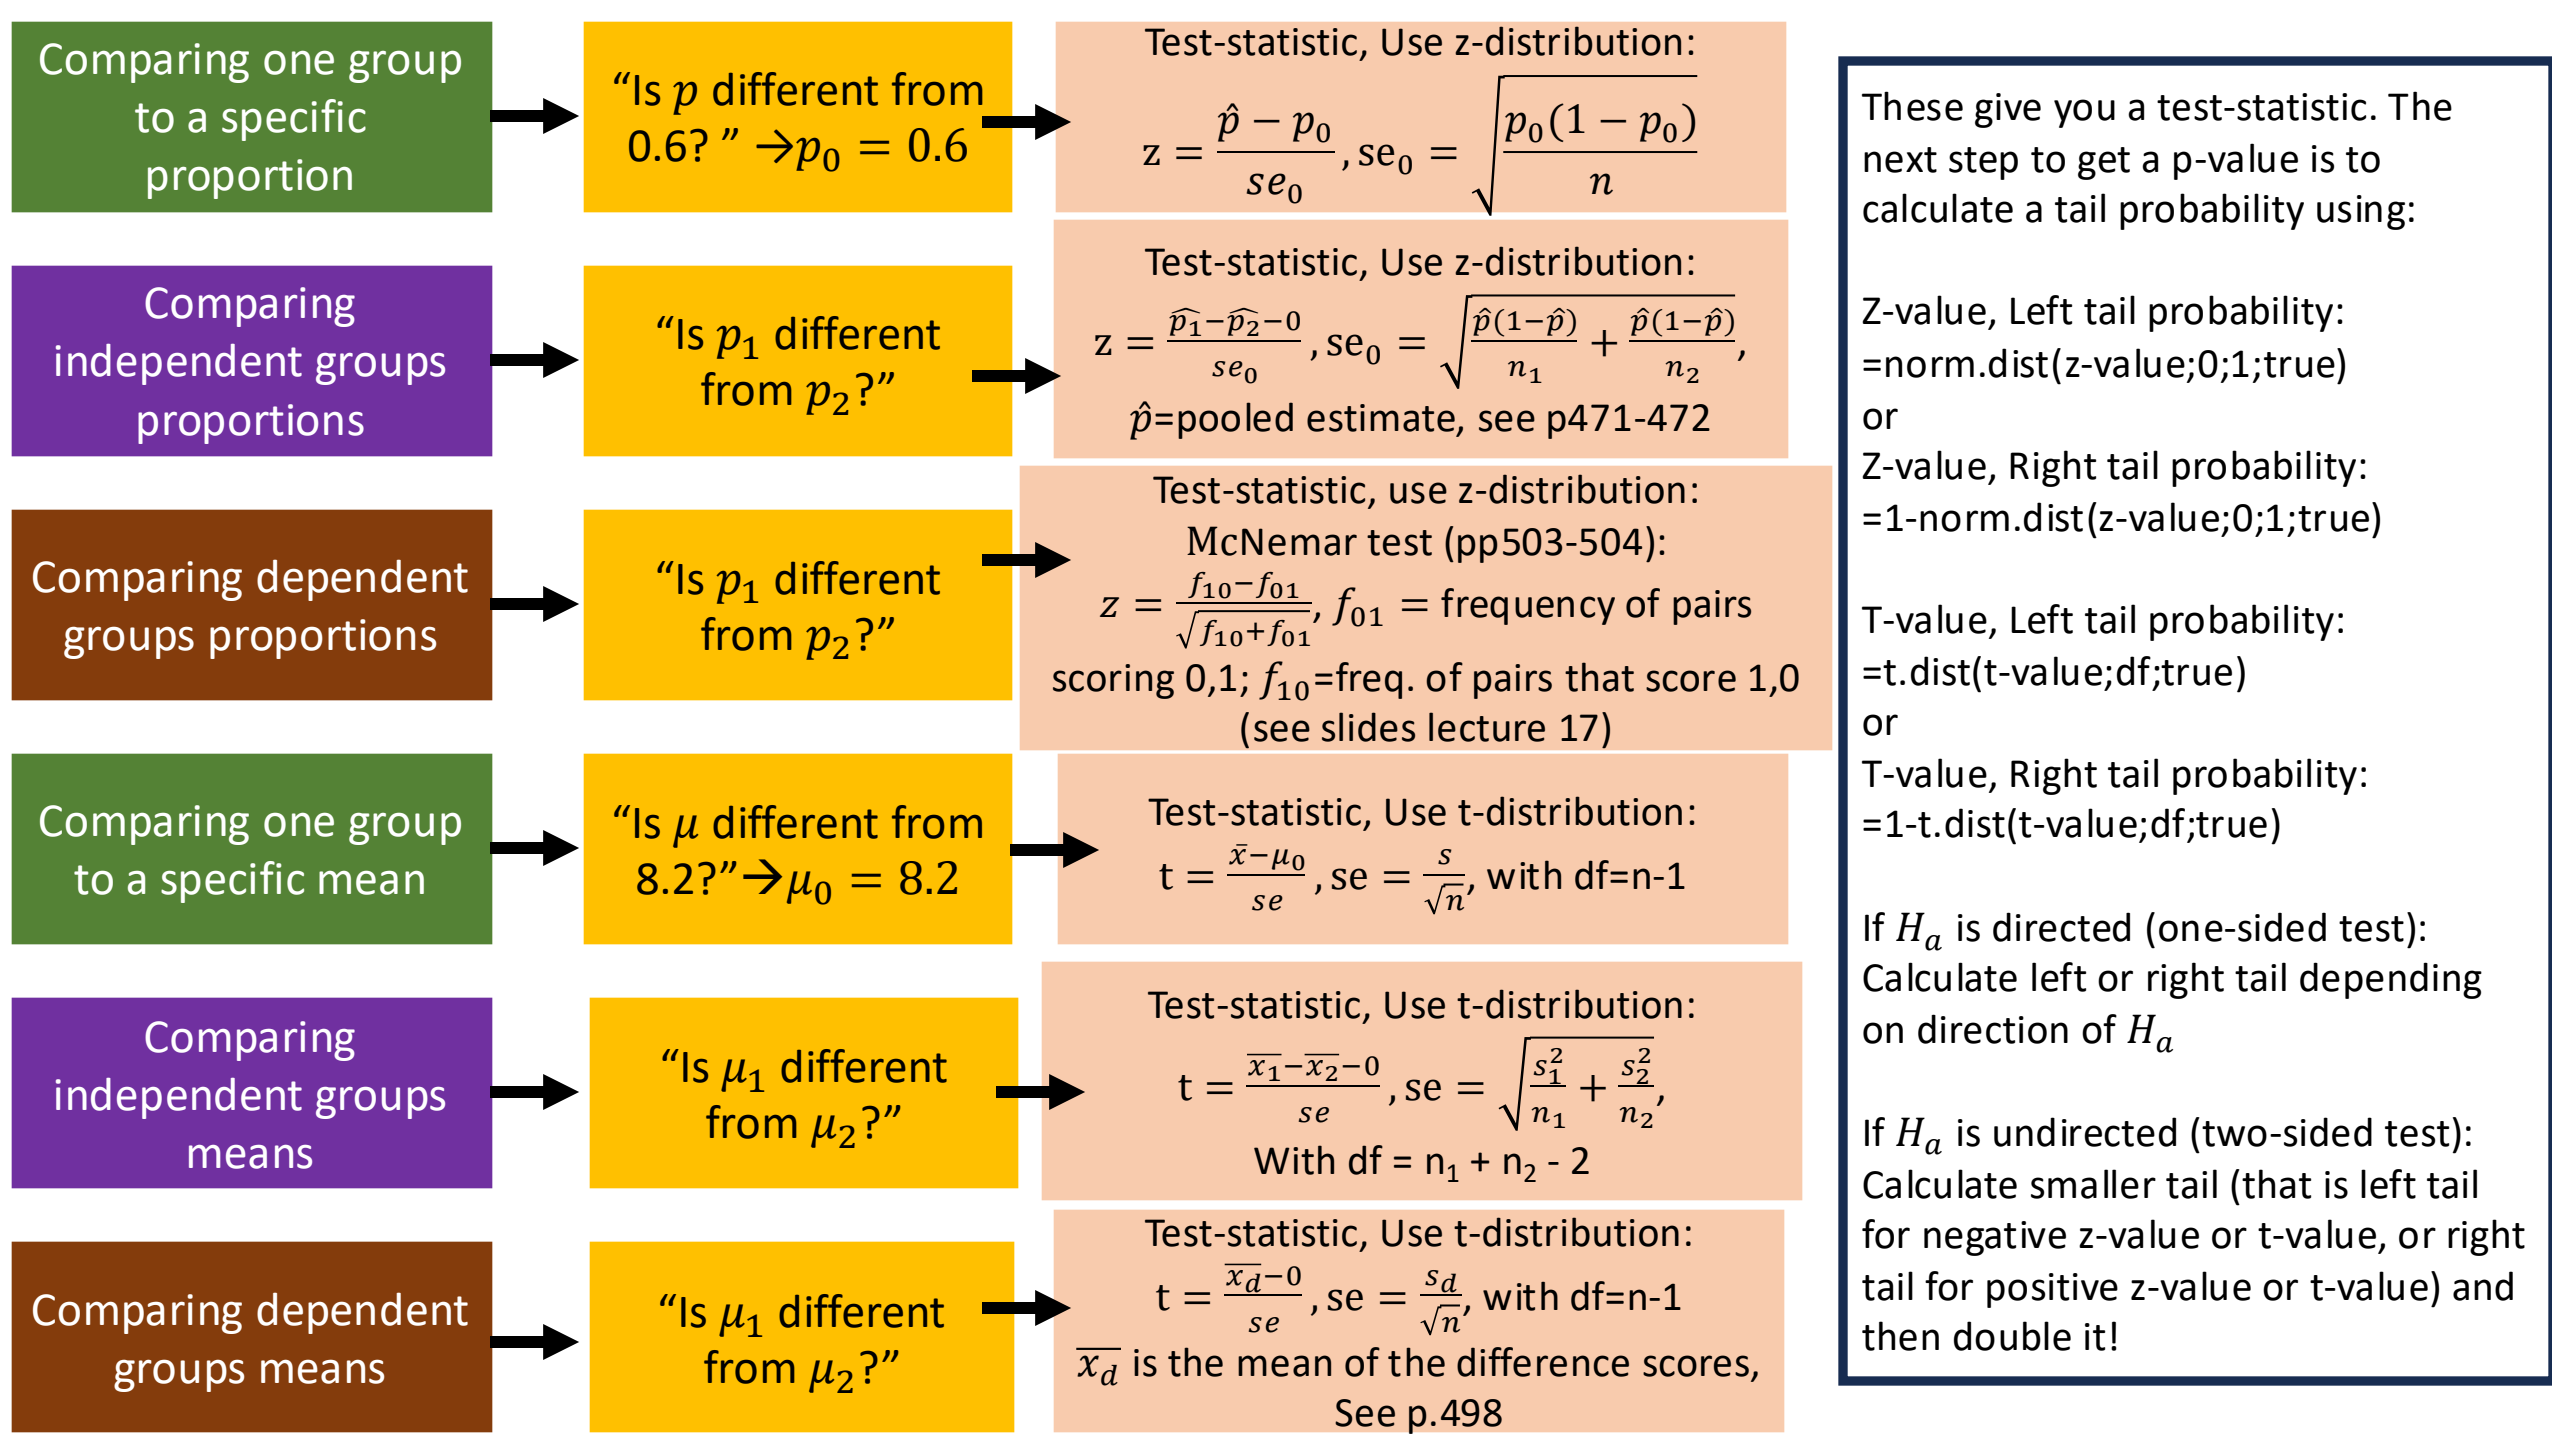 Comparing one group
to a specific
proportion
“Is p different from
0.6? ” →p₀ = 0.6
Test-statistic, Use z-distribution:
z = (p̂ − p₀)/se₀, se₀ = √(p₀(1 − p₀)/n)
Comparing
independent groups
proportions
“Is p₁ different
from p₂?”
Test-statistic, Use z-distribution:
z = (p̂₁−p̂₂−0)/se₀, se₀ = √(p̂(1−p̂)/n₁ + p̂(1−p̂)/n₂),
p̂=pooled estimate, see p471-472
Comparing dependent
groups proportions
“Is p₁ different
from p₂?”
Test-statistic, use z-distribution:
McNemar test (pp503-504):
z = (f₁₀−f₀₁)/√(f₁₀+f₀₁), f₀₁ = frequency of pairs
scoring 0,1; f₁₀=freq. of pairs that score 1,0
(see slides lecture 17)
Comparing one group
to a specific mean
“Is μ different from
8.2?”→μ₀ = 8.2
Test-statistic, Use t-distribution:
t = (x̄−μ₀)/se, se = s/√n, with df=n-1
Comparing
independent groups
means
“Is μ₁ different
from μ₂?”
Test-statistic, Use t-distribution:
t = (x̄₁−x̄₂−0)/se, se = √(s₁²/n₁ + s₂²/n₂),
With df = n₁ + n₂ - 2
Comparing dependent
groups means
“Is μ₁ different
from μ₂?”
Test-statistic, Use t-distribution:
t = (x̄_d−0)/se, se = s_d/√n, with df=n-1
x̄_d is the mean of the difference scores,
See p.498
These give you a test-statistic. The
next step to get a p-value is to
calculate a tail probability using:
Z-value, Left tail probability:
=norm.dist(z-value;0;1;true)
or
Z-value, Right tail probability:
=1-norm.dist(z-value;0;1;true)
T-value, Left tail probability:
=t.dist(t-value;df;true)
or
T-value, Right tail probability:
=1-t.dist(t-value;df;true)
If Hₐ is directed (one-sided test):
Calculate left or right tail depending
on direction of Hₐ
If Hₐ is undirected (two-sided test):
Calculate smaller tail (that is left tail
for negative z-value or t-value, or right
tail for positive z-value or t-value) and
then double it!